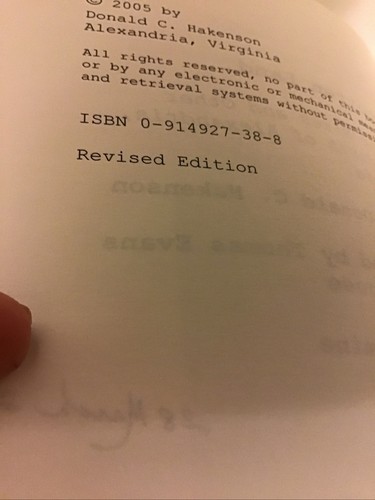 © 2005 by
Donald C. Hakenson
Alexandria, Virginia
All rights reserved, no part of this
or by any electronic or mechanical
and retrieval systems without
ISBN 0-914927-38-8
Revised Edition